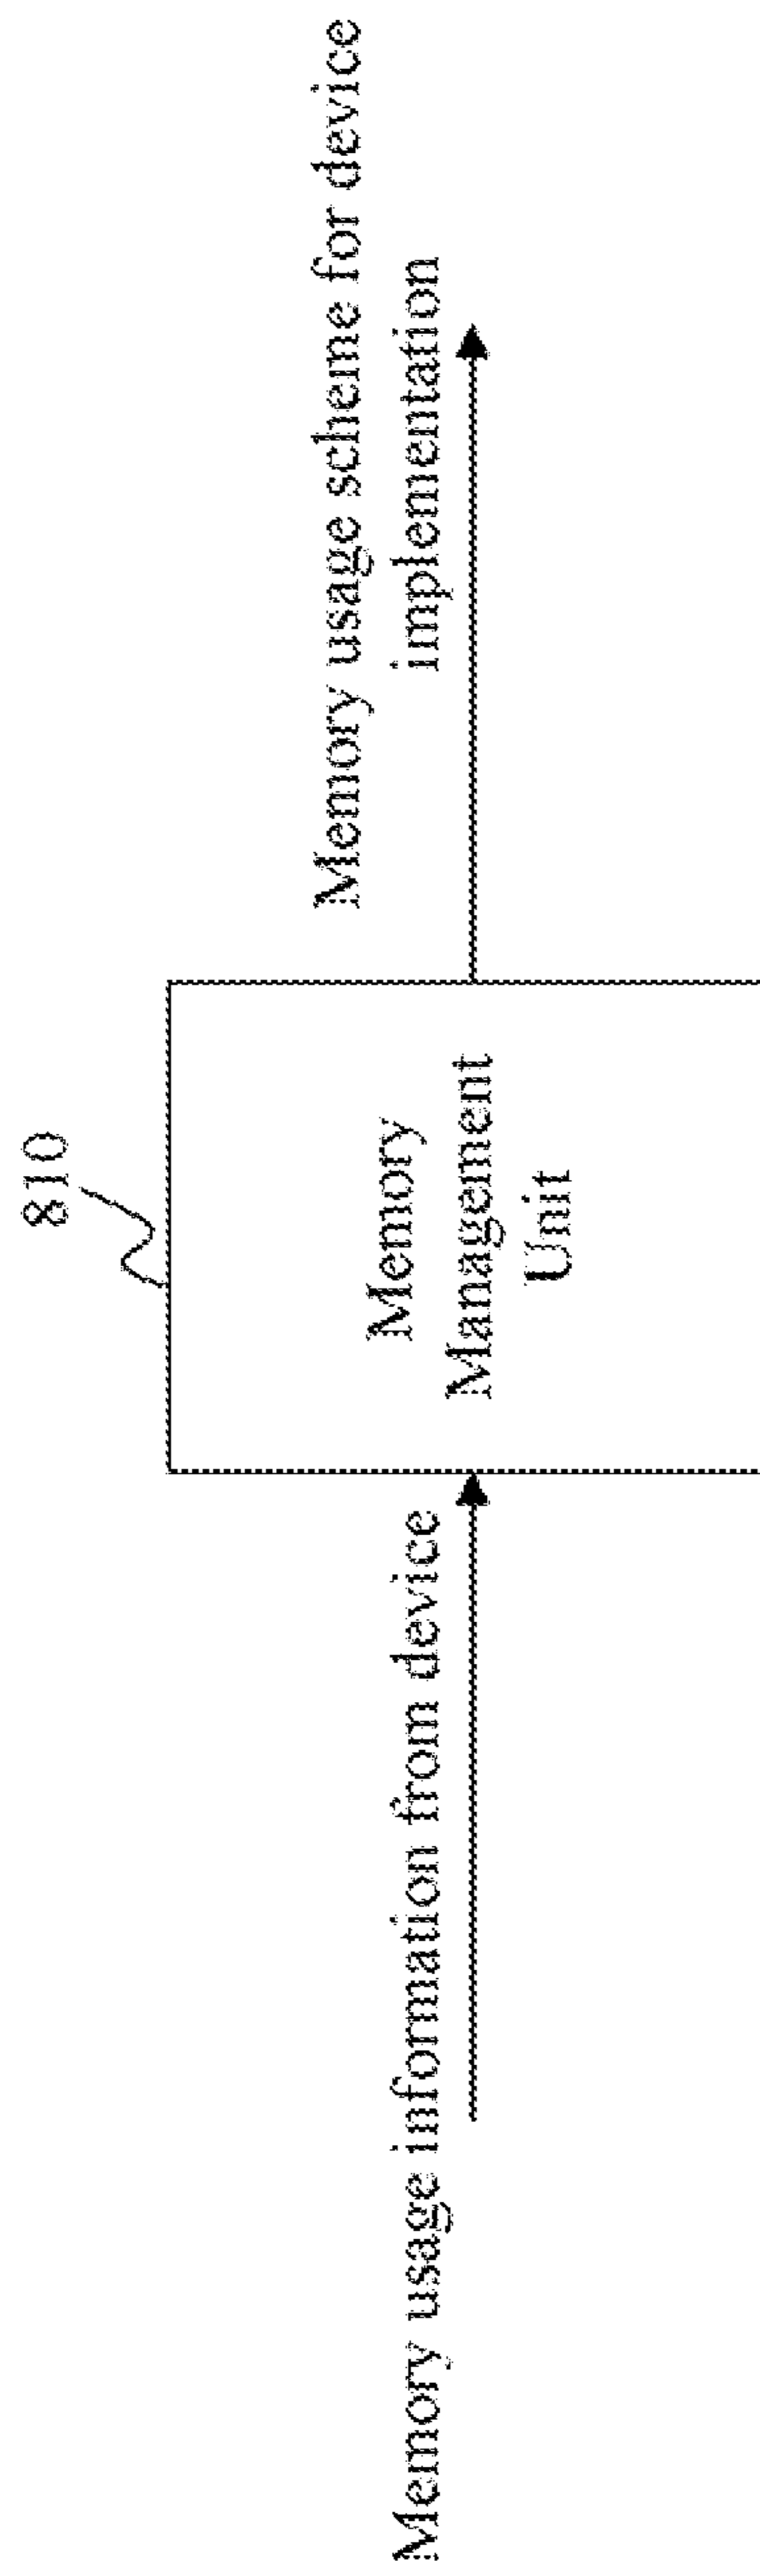 810
Memory usage information from device
Memory
Management
Unit
Memory usage scheme for device
implementation